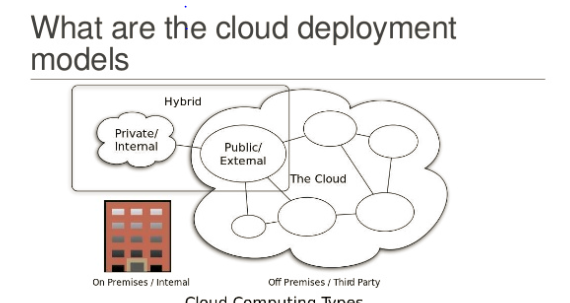 What are the cloud deployment
models
Hybrid
Private/
Internal
Public/
External
The Cloud
On Premises / Internal
Off Premises / Third Party
Cloud Computing Types